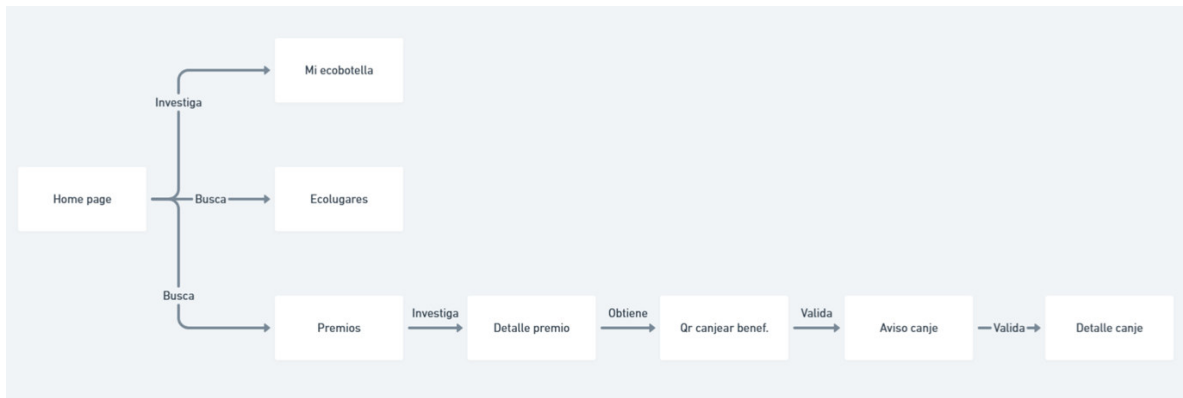 Mi ecobotella
Investiga
Home page
Busca
Ecolugares
Busca
Premios
Investiga
Detalle premio
Obtiene
Qr canjear benef.
Valida
Aviso canje
Valida
Detalle canje